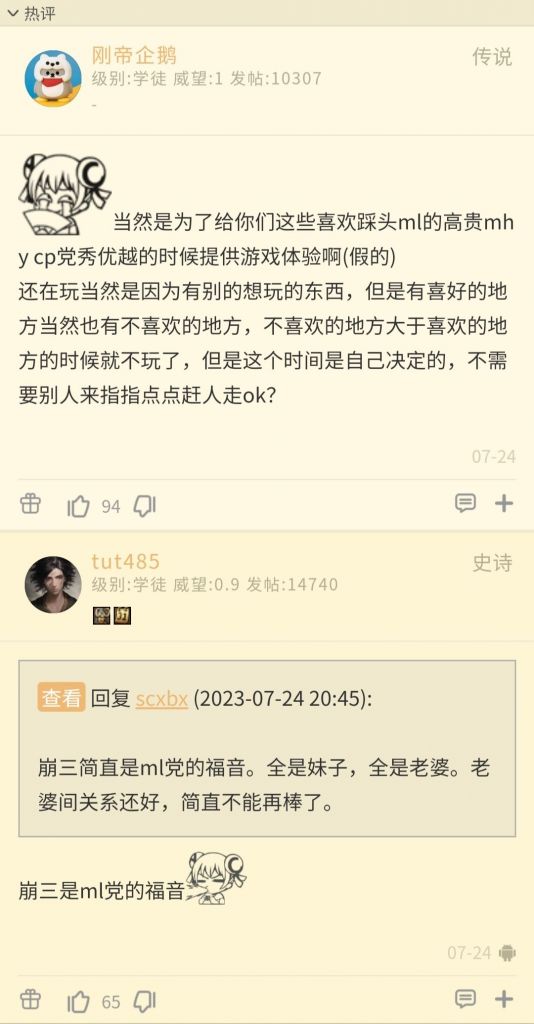 热评
刚帝企鹅
传说
级别:学徒 威望:1 发帖:10307
-
当然是为了给你们这些喜欢踩头ml的高贵mh
y cp党秀优越的时候提供游戏体验啊(假的)
还在玩当然是因为有别的想玩的东西，但是有喜好的地
方当然也有不喜欢的地方，不喜欢的地方大于喜欢的地
方的时候就不玩了，但是这个时间是自己决定的，不需
要别人来指指点点赶人走ok？
07-24
94
tut485
史诗
级别:学徒 威望:0.9 发帖:14740
查看 回复 scxbx (2023-07-24 20:45):
崩三简直是ml党的福音。全是妹子，全是老婆。老
婆间关系还好，简直不能再棒了。
崩三是ml党的福音
07-24
65